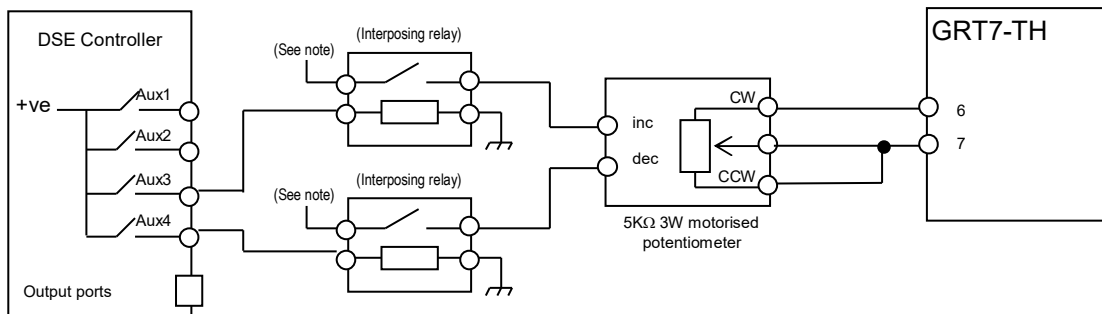 DSE Controller
+ve
Aux1
Aux2
Aux3
Aux4
Output ports
(See note)
(Interposing relay)
(See note)
(Interposing relay)
inc
dec
CW
CCW
5KΩ 3W motorised
potentiometer
GRT7-TH
6
7